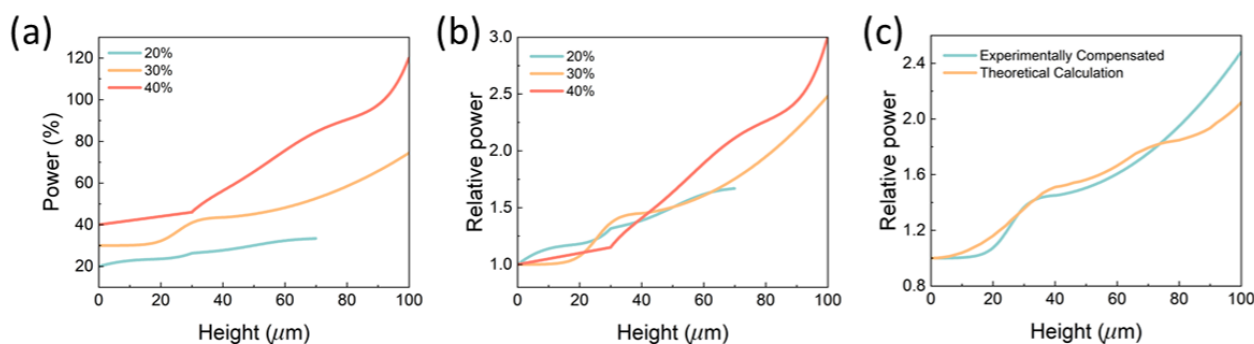 (a)
120
100
80
60
40
20
Power (%)
20%
30%
40%
0 20 40 60 80 100
Height (μm)
(b)
3.0
2.5
2.0
1.5
1.0
Relative power
20%
30%
40%
0 20 40 60 80 100
Height (μm)
(c)
2.4
2.0
1.6
1.2
0.8
Relative power
Experimentally Compensated
Theoretical Calculation
0 20 40 60 80 100
Height (μm)